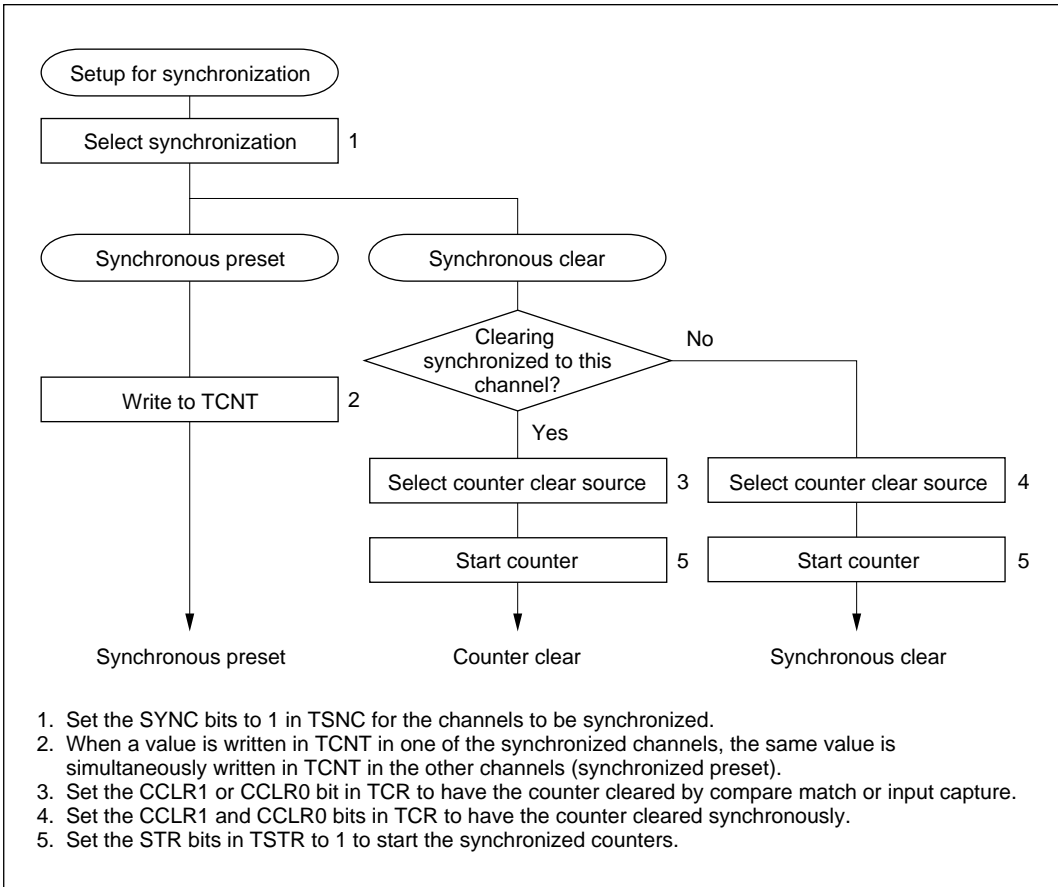 Setup for synchronization
Select synchronization 1
Synchronous preset
Synchronous clear
Clearing
synchronized to this
channel?
No
Write to TCNT 2
Yes
Select counter clear source 3
Select counter clear source 4
Start counter 5
Start counter 5
Synchronous preset
Counter clear
Synchronous clear
1. Set the SYNC bits to 1 in TSNC for the channels to be synchronized.
2. When a value is written in TCNT in one of the synchronized channels, the same value is
simultaneously written in TCNT in the other channels (synchronized preset).
3. Set the CCLR1 or CCLR0 bit in TCR to have the counter cleared by compare match or input capture.
4. Set the CCLR1 and CCLR0 bits in TCR to have the counter cleared synchronously.
5. Set the STR bits in TSTR to 1 to start the synchronized counters.